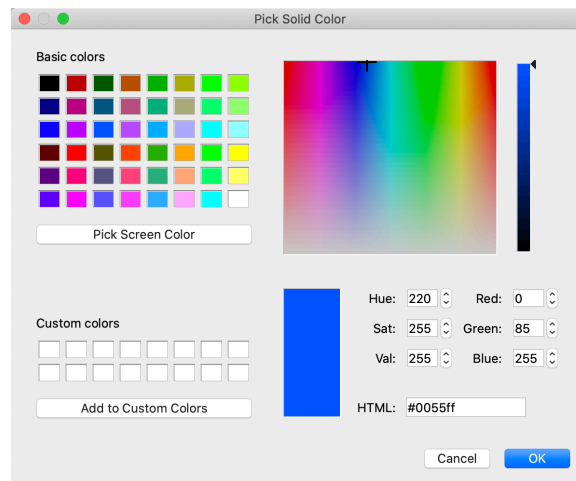 Pick Solid Color
Basic colors
Pick Screen Color
Hue: 220 Red: 0
Sat: 255 Green: 85
Custom colors
Val: 255 Blue: 255
Add to Custom Colors
HTML: #0055ff
Cancel OK